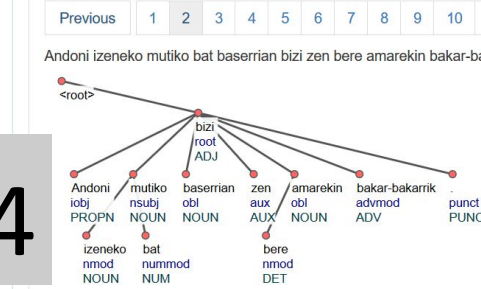 Previous 1 2 3 4 5 6 7 8 9 10
Andoni izeneko mutiko bat baserrian bizi zen bere amarekin bakar-ba
<root>
bizi
root
ADJ
Andoni mutiko baserrian zen amarekin bakar-bakarrik .
iobj nsubj obl aux obl advmod punct
PROPN NOUN NOUN AUX NOUN ADV PUNC
izeneko bat bere
nmod nummod nmod
NOUN NUM DET
4